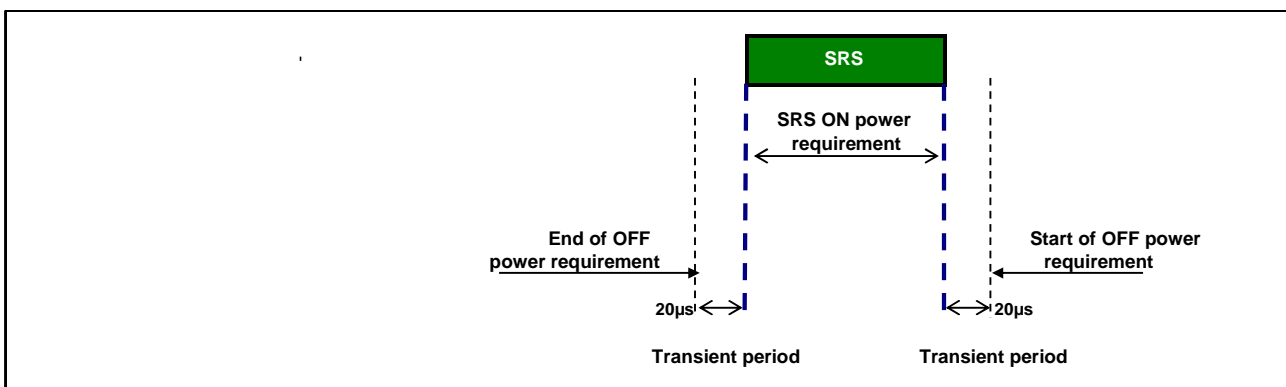 SRS
SRS ON power
requirement
End of OFF
power requirement
Start of OFF power
requirement
20µs
20µs
Transient period
Transient period